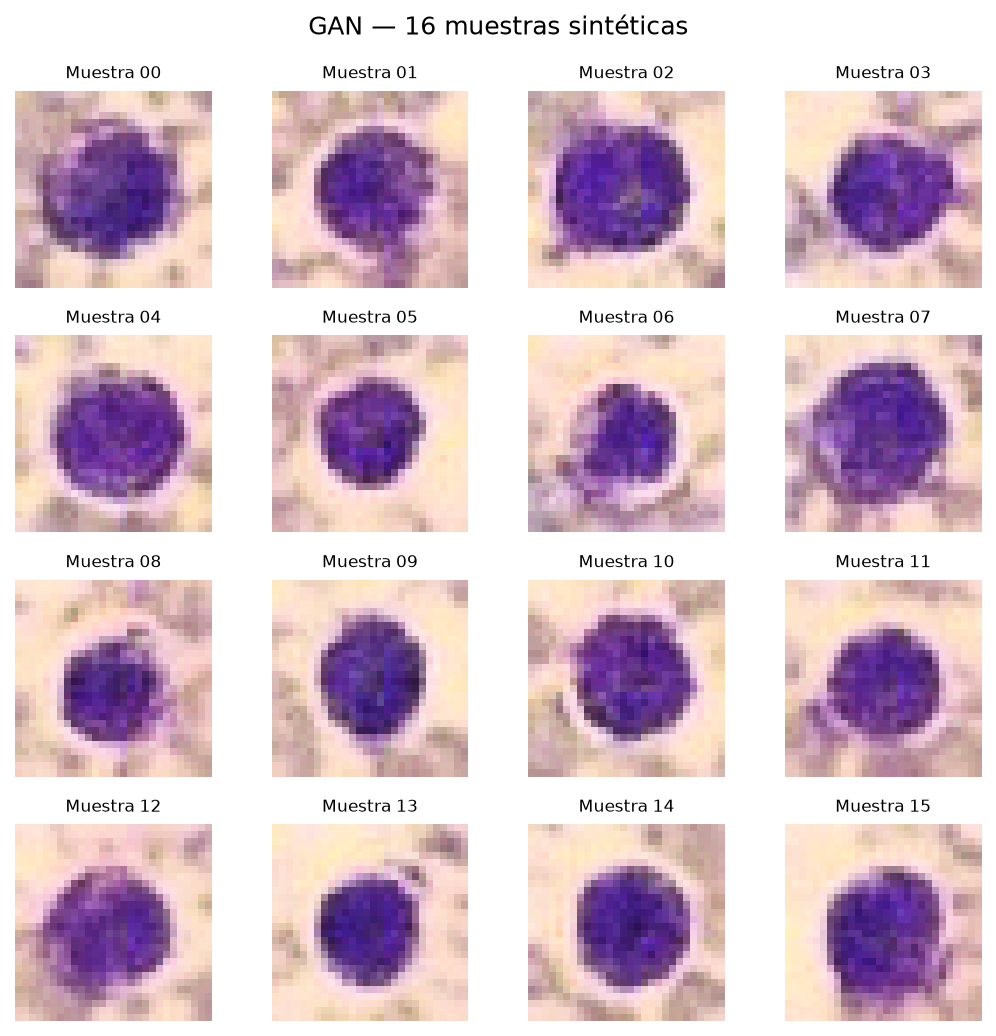 GAN — 16 muestras sintéticas
Muestra 00
Muestra 01
Muestra 02
Muestra 03
Muestra 04
Muestra 05
Muestra 06
Muestra 07
Muestra 08
Muestra 09
Muestra 10
Muestra 11
Muestra 12
Muestra 13
Muestra 14
Muestra 15